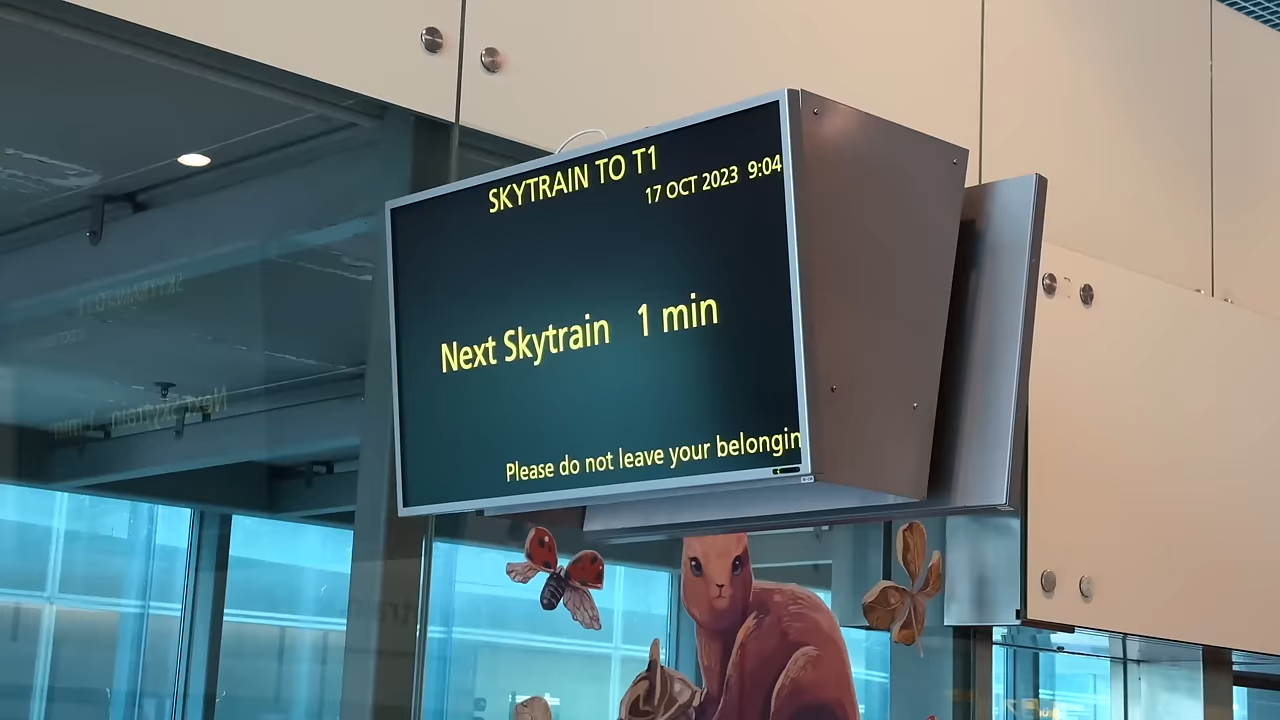 SKYTRAIN TO T1
17 OCT 2023 9:04
Next Skytrain 1 min
Please do not leave your belongin